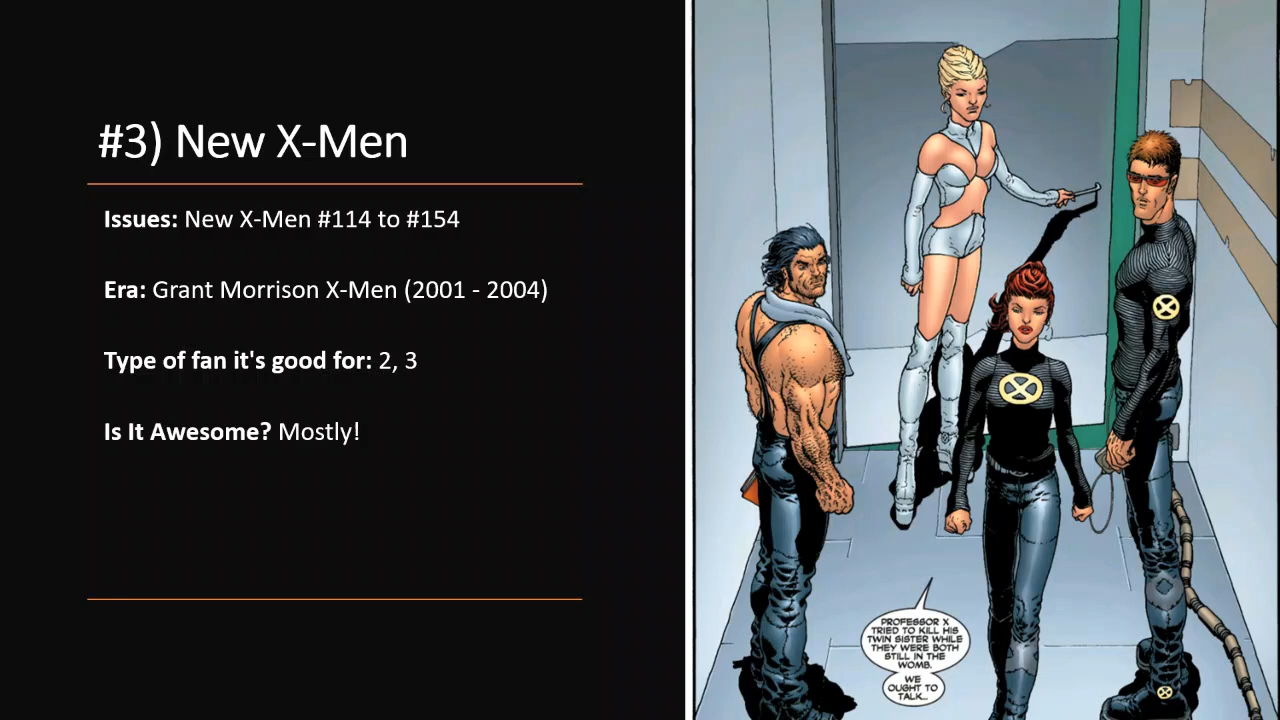 #3) New X-Men
Issues: New X-Men #114 to #154
Era: Grant Morrison X-Men (2001 - 2004)
Type of fan it's good for: 2, 3
Is It Awesome? Mostly!
PROFESSOR X
TRIED TO KILL HIS
TWIN SISTER WHILE
THEY WERE BOTH
STILL IN THE
WOMB.
WE
OUGHT TO
TALK...